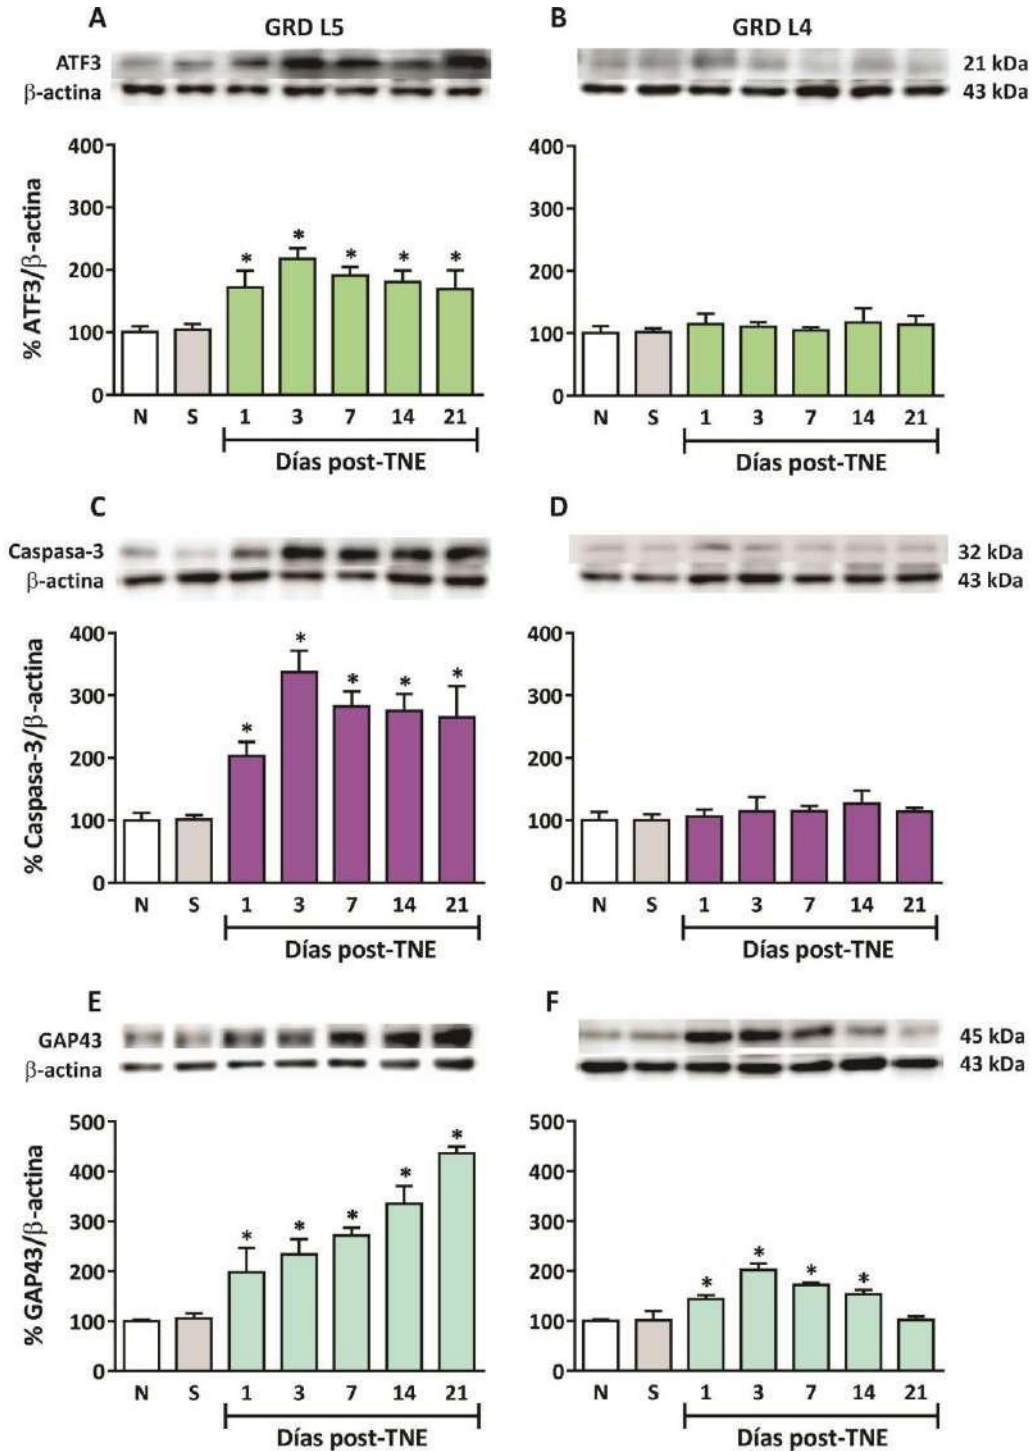 A
GRD L5
ATF3
β-actina
% ATF3/β-actina
400
300
200
100
0
* * * * *
N S 1 3 7 14 21
Días post-TNE
B
GRD L4
21 kDa
43 kDa
400
300
200
100
0
N S 1 3 7 14 21
Días post-TNE
C
Caspasa-3
β-actina
% Caspasa-3/β-actina
400
300
200
100
0
* * * * *
N S 1 3 7 14 21
Días post-TNE
D
32 kDa
43 kDa
400
300
200
100
0
N S 1 3 7 14 21
Días post-TNE
E
GAP43
β-actina
% GAP43/β-actina
500
400
300
200
100
0
* * * * *
N S 1 3 7 14 21
Días post-TNE
F
45 kDa
43 kDa
500
400
300
200
100
0
* * * *
N S 1 3 7 14 21
Días post-TNE